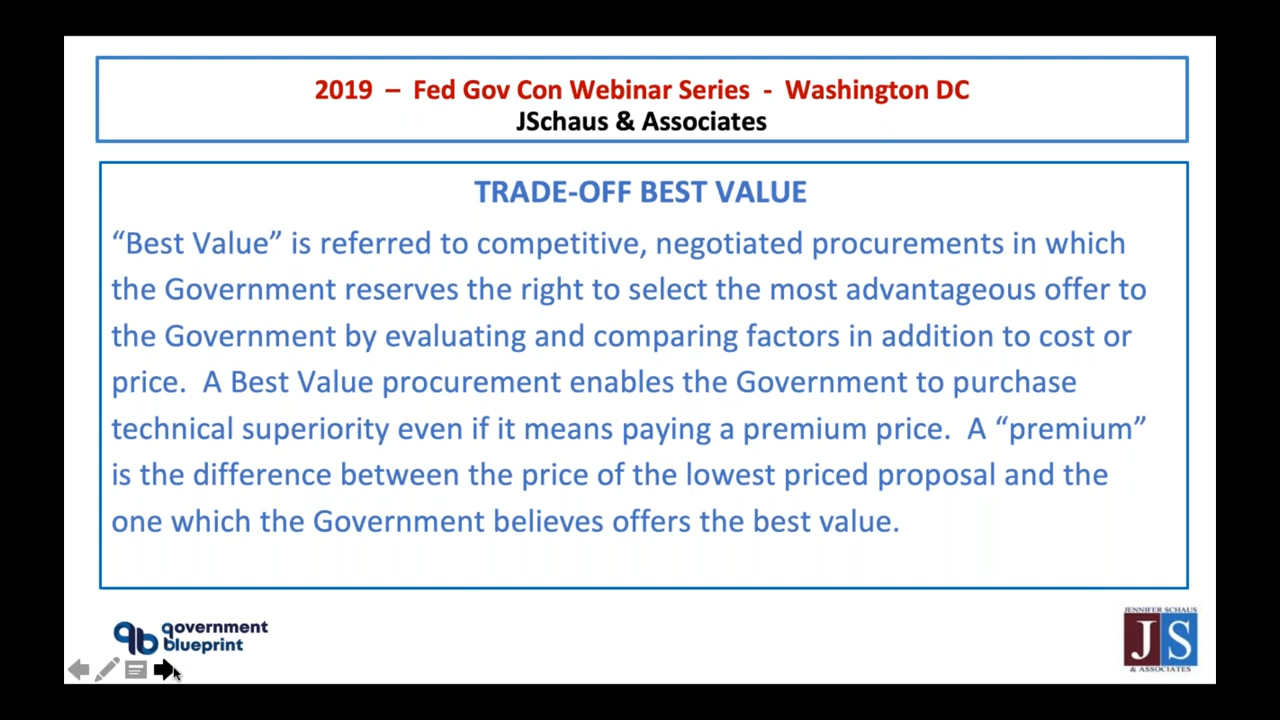 2019 – Fed Gov Con Webinar Series - Washington DC
JSchaus & Associates
TRADE-OFF BEST VALUE
“Best Value” is referred to competitive, negotiated procurements in which
the Government reserves the right to select the most advantageous offer to
the Government by evaluating and comparing factors in addition to cost or
price. A Best Value procurement enables the Government to purchase
technical superiority even if it means paying a premium price. A “premium”
is the difference between the price of the lowest priced proposal and the
one which the Government believes offers the best value.
gb government
blueprint
JENNIFER SCHAUS
JS
& ASSOCIATES